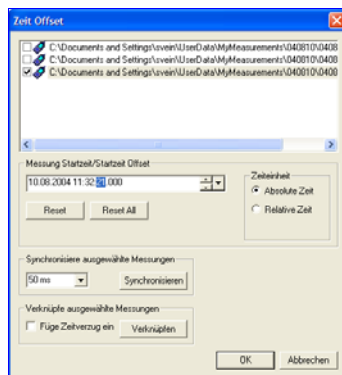 Zeit Offset
C:\Documents and Settings\svein\UserData\MyMeasurements\040810\0408
C:\Documents and Settings\svein\UserData\MyMeasurements\040810\0408
C:\Documents and Settings\svein\UserData\MyMeasurements\040810\0400
Messung Startzeit/Startzeit Offset
10.08.2004 11:32:21.000
Reset
Reset All
Zeiteinheit
Absolute Zeit
Relative Zeit
Synchronisiere ausgewählte Messungen
50 ms
Synchronisieren
Verknüpfe ausgewählte Messungen
Füge Zeitverzug ein
Verknüpfen
OK
Abbrechen